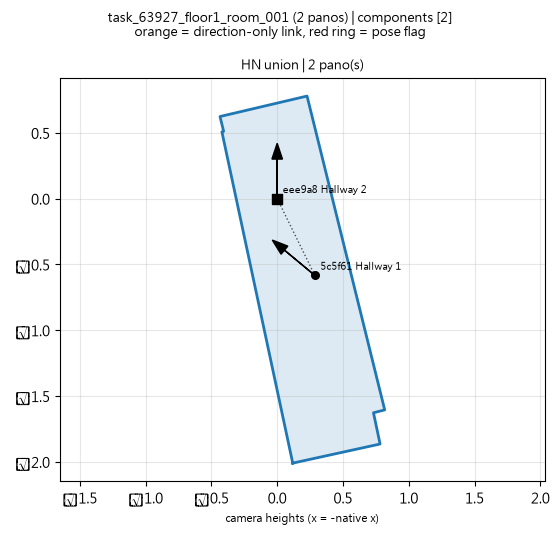 task_63927_floor1_room_001 (2 panos) | components [2]
orange = direction-only link, red ring = pose flag
HN union | 2 pano(s)
0.5
0.0
0.5
1.0
1.5
2.0
eee9a8 Hallway 2
5c5f61 Hallway 1
1.5 1.0 0.5 0.0 0.5 1.0 1.5 2.0
camera heights (x = -native x)